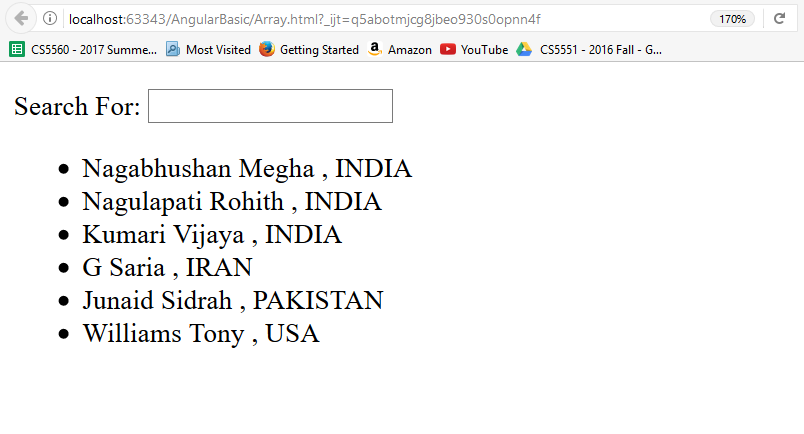 localhost:63343/AngularBasic/Array.html?_ijt=q5abotmjcg8jbeo930s0opnn4f 170%
CS5560 - 2017 Summe... Most Visited Getting Started Amazon YouTube CS5551 - 2016 Fall - G...
Search For:
• Nagabhushan Megha , INDIA
• Nagulapati Rohith , INDIA
• Kumari Vijaya , INDIA
• G Saria , IRAN
• Junaid Sidrah , PAKISTAN
• Williams Tony , USA